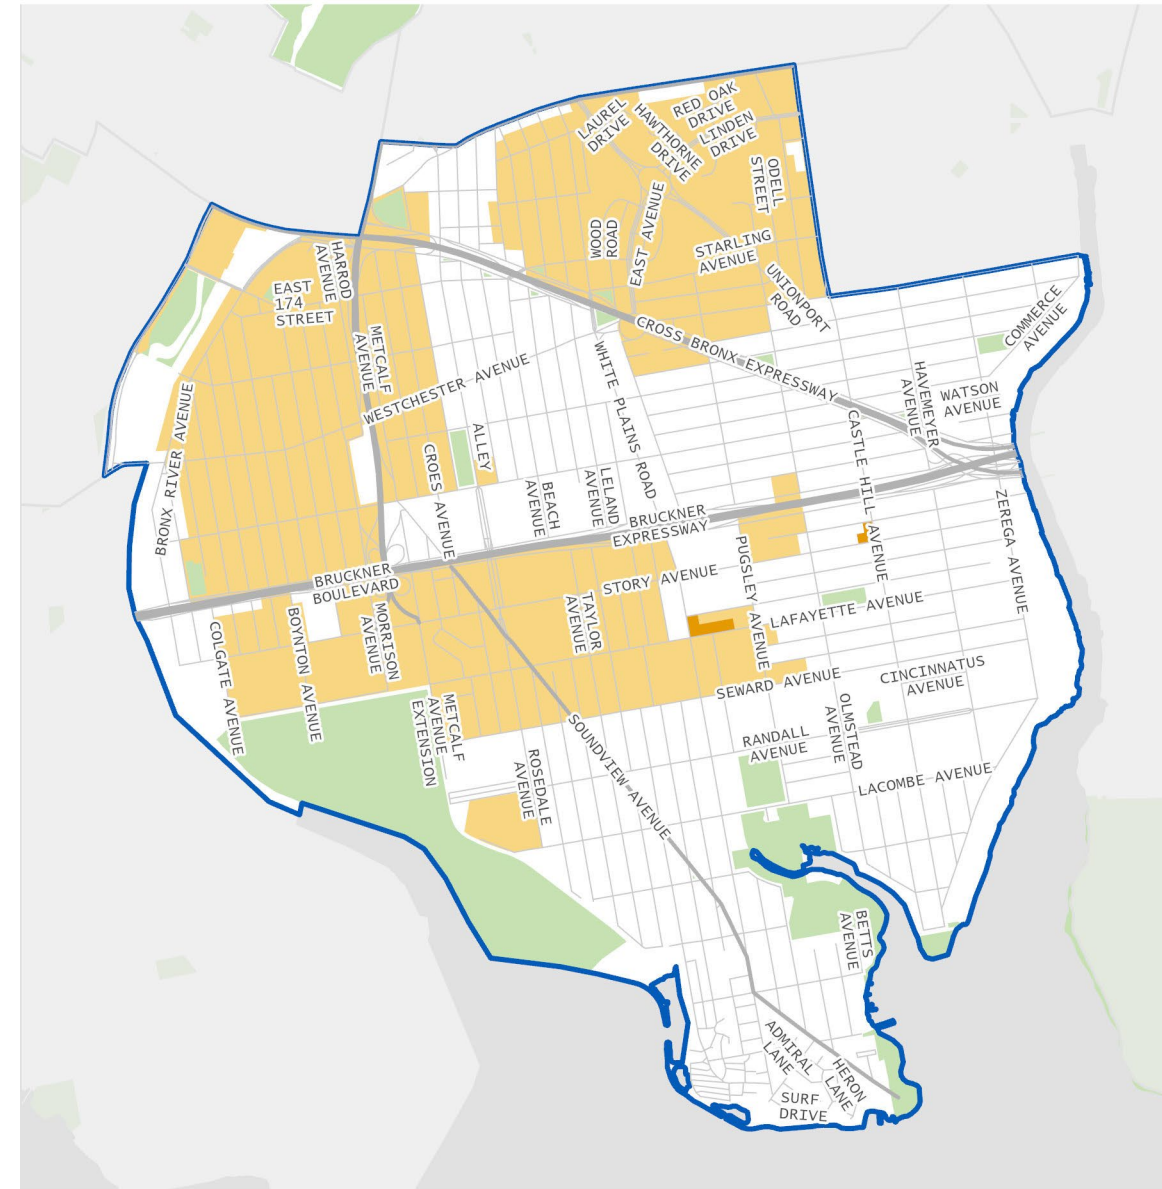 LAUREL
DRIVE
HAWTHORNE
DRIVE
RED OAK
DRIVE
LINDEN
DRIVE
ODELL
STREET
WOOD
ROAD
EAST AVENUE
STARLING
AVENUE
UNIONPORT
ROAD
HARROD
AVENUE
EAST
174
STREET
METCALF
AVENUE
WESTCHESTER AVENUE
CROSS BRONX EXPRESSWAY
WHITE PLAINS ROAD
COMMERCE
AVENUE
HAVEMEYER
AVENUE
WATSON
AVENUE
BRONX RIVER AVENUE
CROES AVENUE
ALLEY
BEACH
AVENUE
LELAND
AVENUE
CASTLE HILL AVENUE
ZEREGA AVENUE
BRUCKNER
EXPRESSWAY
BRUCKNER
BOULEVARD
PUGSLEY AVENUE
STORY AVENUE
TAYLOR
AVENUE
LAFAYETTE AVENUE
COLGATE AVENUE
BOYNTON AVENUE
MORRISON
AVENUE
SEWARD AVENUE
CINCINNATUS
AVENUE
METCALF
AVENUE
EXTENSION
SOUNDVIEW AVENUE
ROSEDALE
AVENUE
RANDALL
AVENUE
OLMSTEAD
AVENUE
LACOMBE AVENUE
BETTS
AVENUE
ADMIRAL
LANE
HERON
LANE
SURF
DRIVE